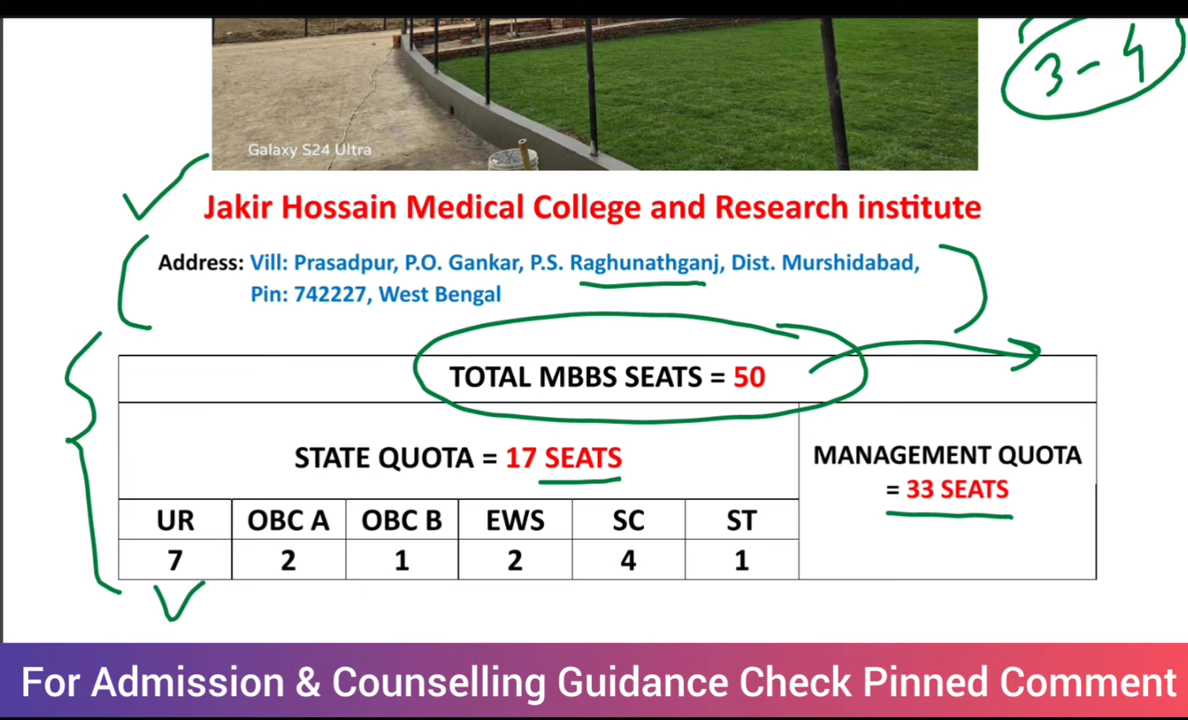 3-4
Galaxy S24 Ultra
Jakir Hossain Medical College and Research institute
Address: Vill: Prasadpur, P.O. Gankar, P.S. Raghunathganj, Dist. Murshidabad,
Pin: 742227, West Bengal
TOTAL MBBS SEATS = 50
STATE QUOTA = 17 SEATS
MANAGEMENT QUOTA
= 33 SEATS
UR OBC A OBC B EWS SC ST
7 2 1 2 4 1
For Admission & Counselling Guidance Check Pinned Comment